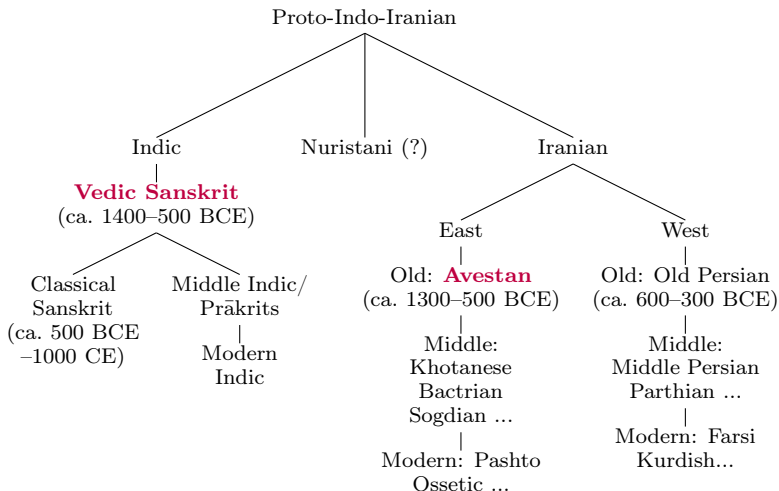 Proto-Indo-Iranian
Indic
Nuristani (?)
Iranian
Vedic Sanskrit
(ca. 1400–500 BCE)
Classical
Sanskrit
(ca. 500 BCE
–1000 CE)
Middle Indic/
Prākrits
Modern
Indic
East
Old: Avestan
(ca. 1300–500 BCE)
Middle:
Khotanese
Bactrian
Sogdian ...
Modern: Pashto
Ossetic ...
West
Old: Old Persian
(ca. 600–300 BCE)
Middle:
Middle Persian
Parthian ...
Modern: Farsi
Kurdish...